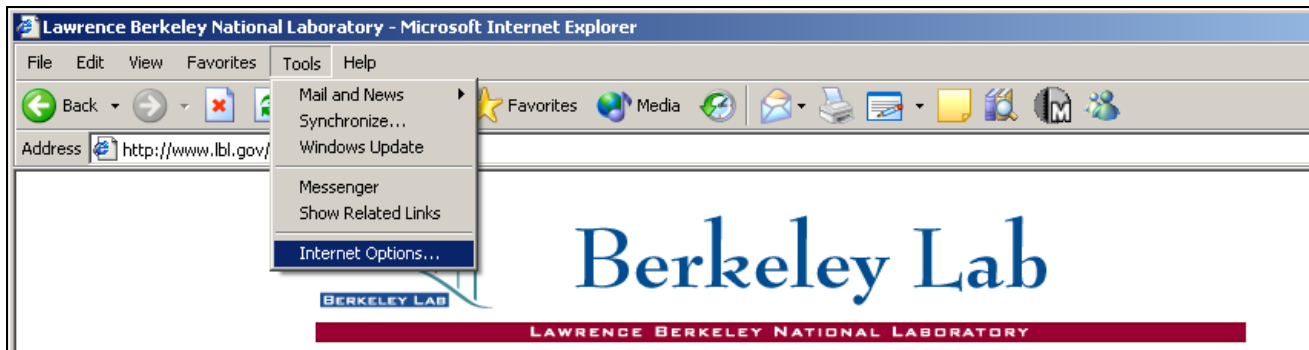 Lawrence Berkeley National Laboratory - Microsoft Internet Explorer
File Edit View Favorites Tools Help
Back Favorites Media
Mail and News
Synchronize...
Address http://www.lbl.gov/
Windows Update
Messenger
Show Related Links
Internet Options...
Berkeley Lab
BERKELEY LAB
LAWRENCE BERKELEY NATIONAL LABORATORY